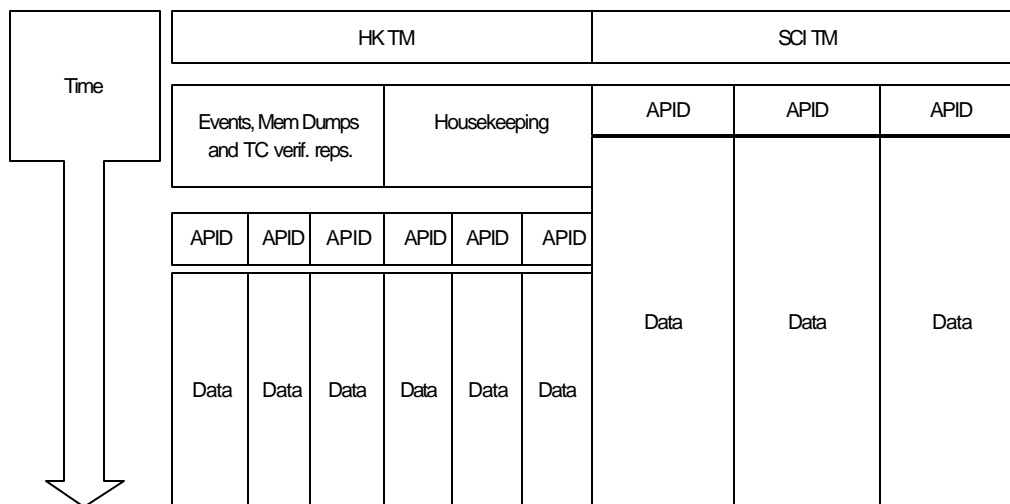 HK TM
SCI TM
Time
Events, Mem Dumps
and TC verif. reps.
Housekeeping
APID
APID
APID
APID
APID
APID
APID
APID
APID
Data
Data
Data
Data
Data
Data
Data
Data
Data